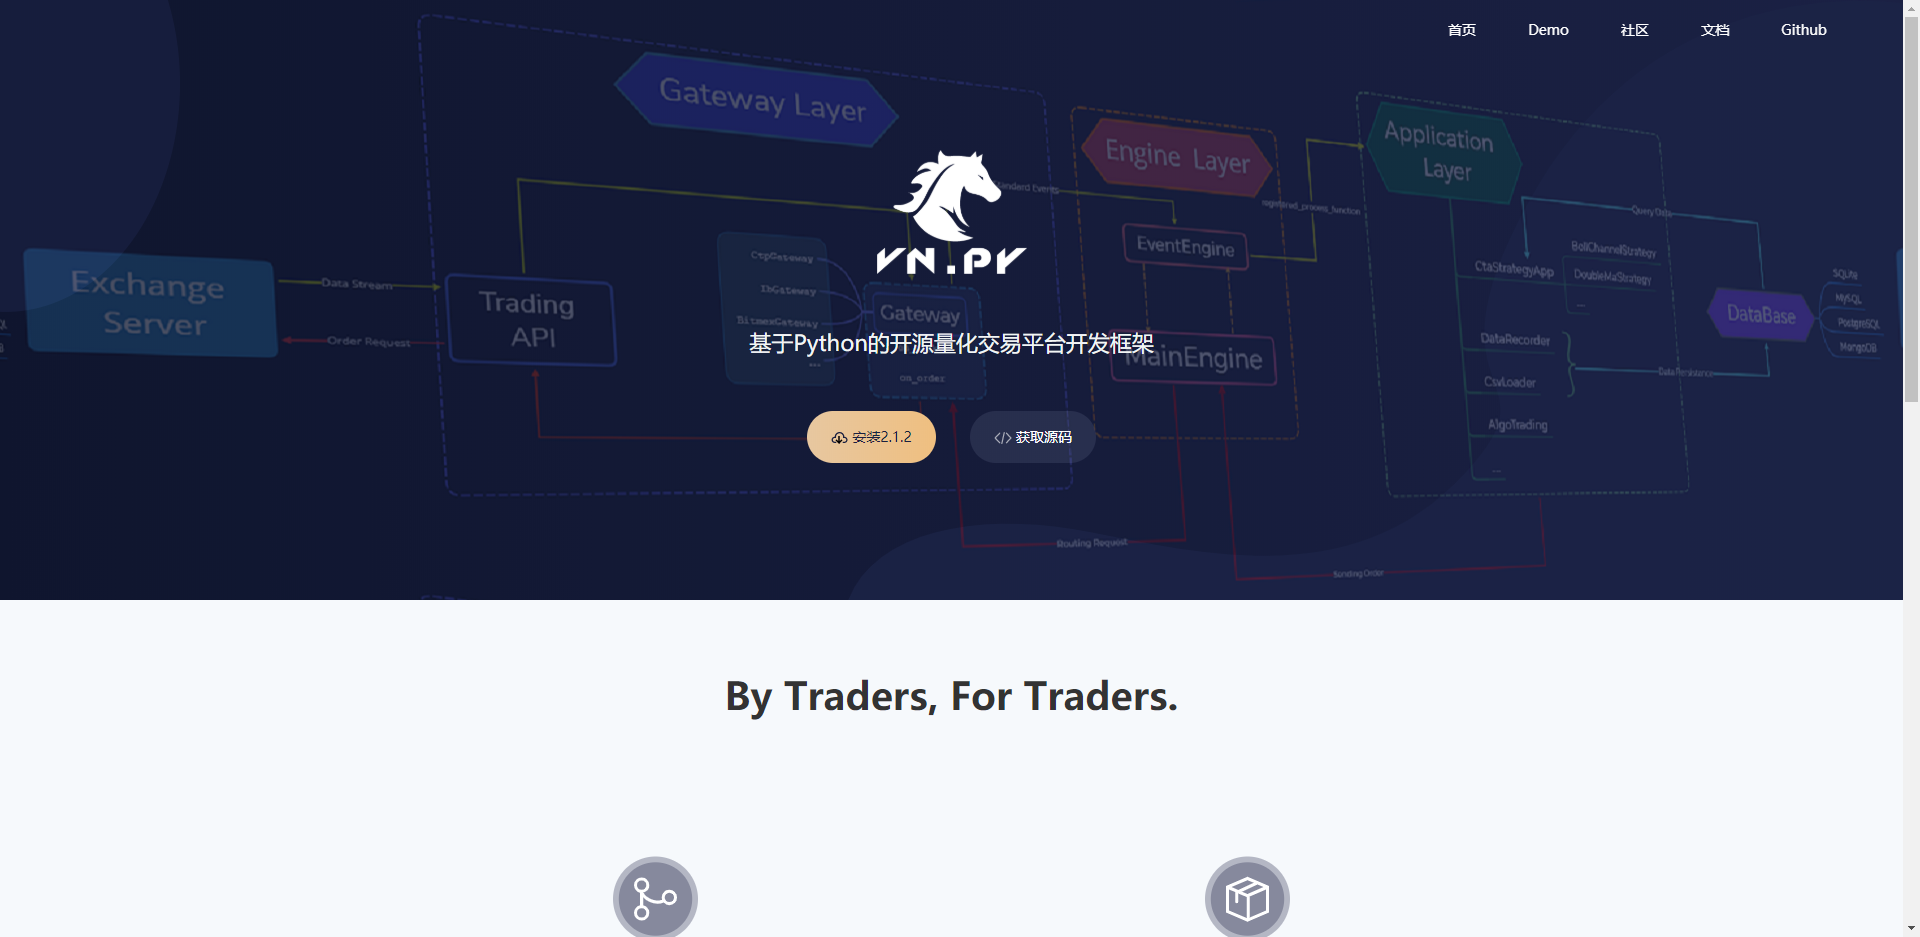 首页 Demo 社区 文档 Github
Gateway Layer
Engine Layer
Application
Layer
Standard Events
registered_process_function
Query Data
VN.PY
EventEngine
BollChannelStrategy
CtaStrategyApp
DoubleMaStrategy
...
CtpGateway
IbGateway
BitmexGateway
...
Exchange
Server
Data Stream
Order Request
Trading
API
Gateway
on_order
基于Python的开源量化交易平台开发框架
MainEngine
DataBase
SQLite
MySQL
PostgreSQL
MongoDB
DataRecorder
Data Persistance
CsvLoader
AlgoTrading
...
安装2.1.2
</> 获取源码
Routing Request
Sending Order
By Traders, For Traders.